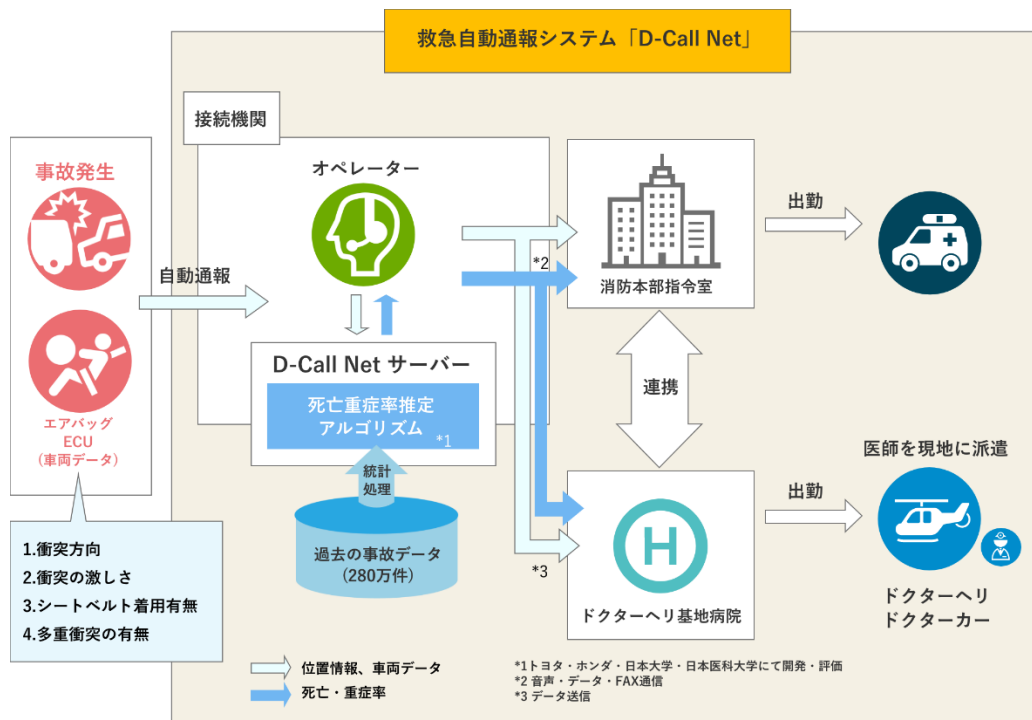 救急自動通報システム「D-Call Net」
接続機関
事故発生
オペレーター
自動通報
エアバッグ
ECU
(車両データ)
1.衝突方向
2.衝突の激しさ
3.シートベルト着用有無
4.多重衝突の有無
D-Call Net サーバー
死亡重症率推定
アルゴリズム *1
統計
処理
過去の事故データ
(280万件)
*2
消防本部指令室
出勤
連携
*3
H
ドクターヘリ基地病院
出勤
医師を現地に派遣
ドクターヘリ
ドクターカー
位置情報、車両データ
死亡・重症率
*1トヨタ・ホンダ・日本大学・日本医科大学にて開発・評価
*2 音声・データ・FAX通信
*3 データ送信